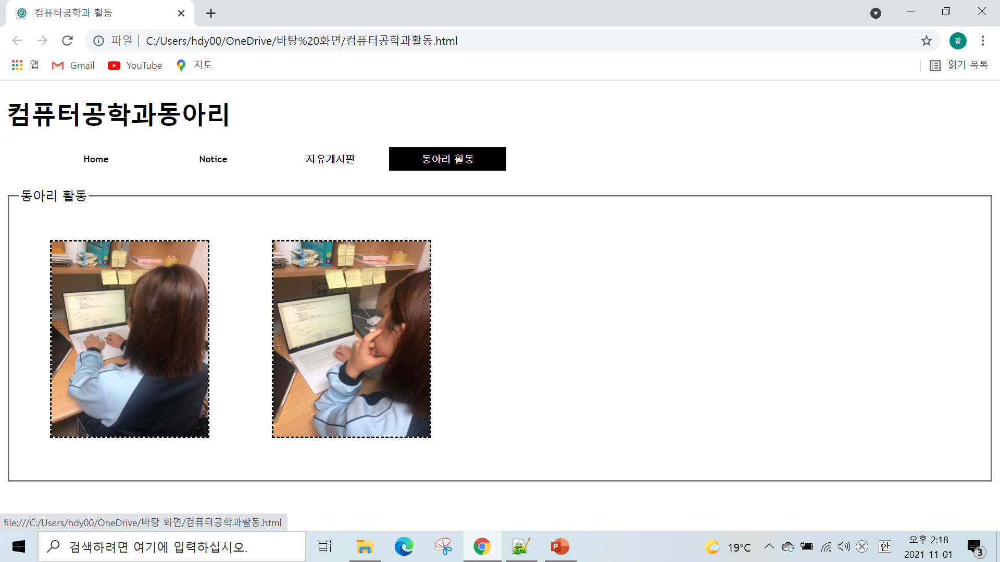 컴퓨터공학과 활동
파일 | C:/Users/hdy00/OneDrive/바탕%20화면/컴퓨터공학과활동.html
황
앱 Gmail YouTube 지도 읽기 목록
컴퓨터공학과동아리
Home Notice 자유게시판 동아리 활동
동아리 활동
file:///C:/Users/hdy00/OneDrive/바탕 화면/컴퓨터공학과활동.html
검색하려면 여기에 입력하십시오.
19°C
한
오후 2:18
2021-11-01
3